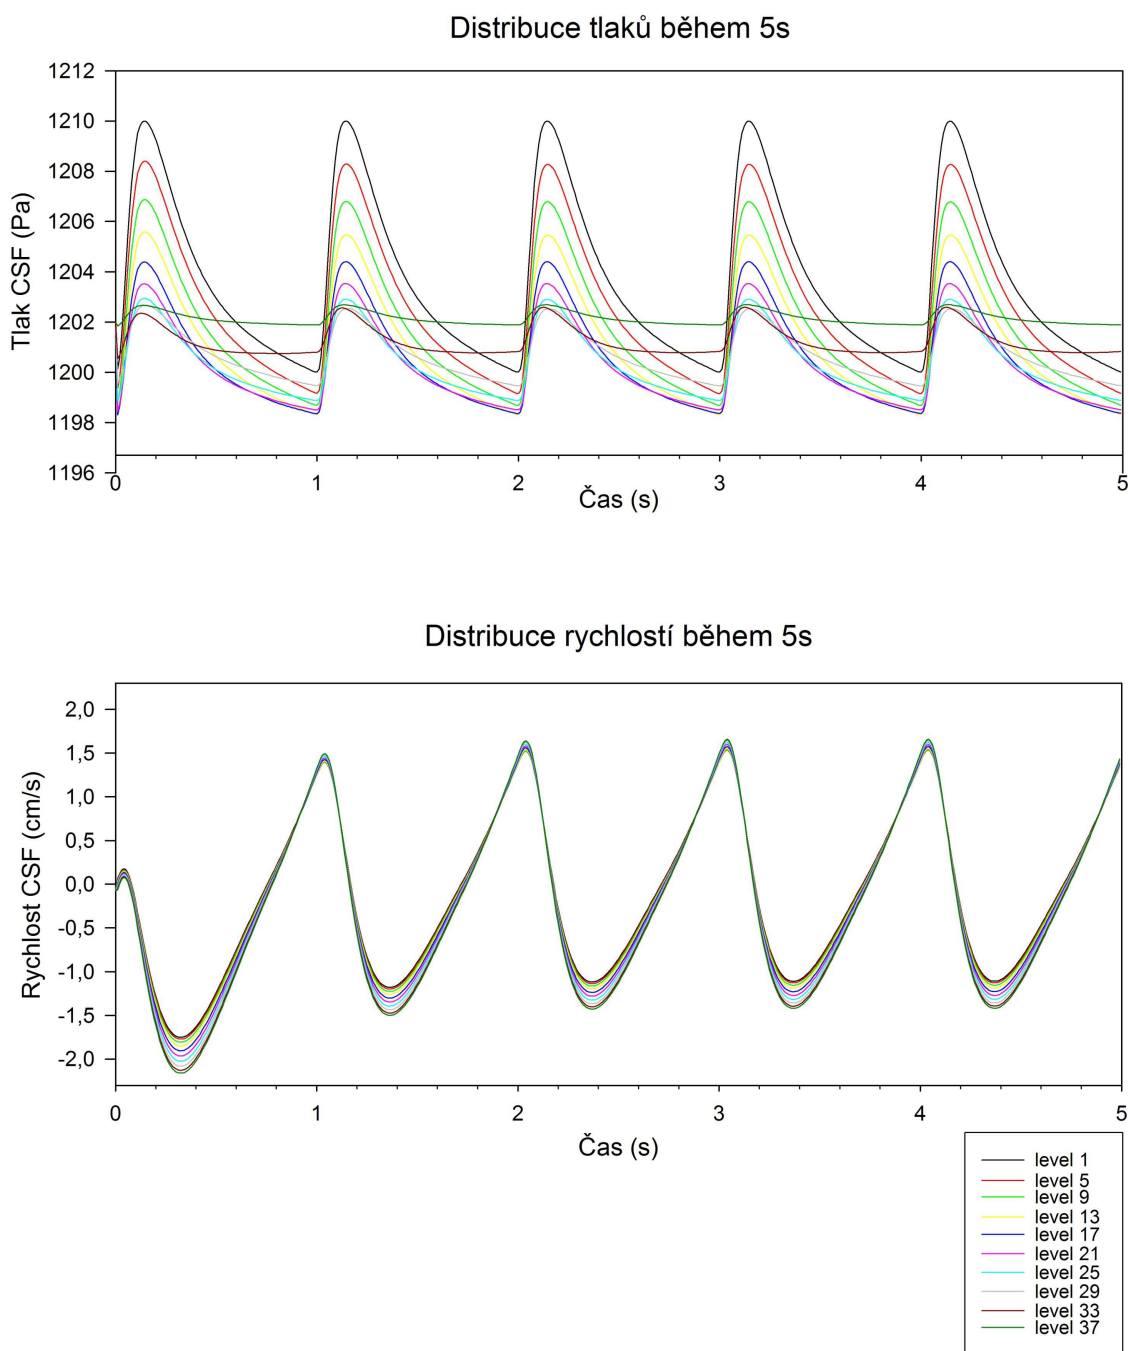 Distribuce tlaků během 5s
1212
1210
1208
1206
1204
1202
1200
1198
1196
Tlak CSF (Pa)
0 1 2 3 4 5
Čas (s)
Distribuce rychlostí během 5s
2,0
1,5
1,0
0,5
0,0
-0,5
-1,0
-1,5
-2,0
Rychlost CSF (cm/s)
0 1 2 3 4 5
Čas (s)
level 1
level 5
level 9
level 13
level 17
level 21
level 25
level 29
level 33
level 37